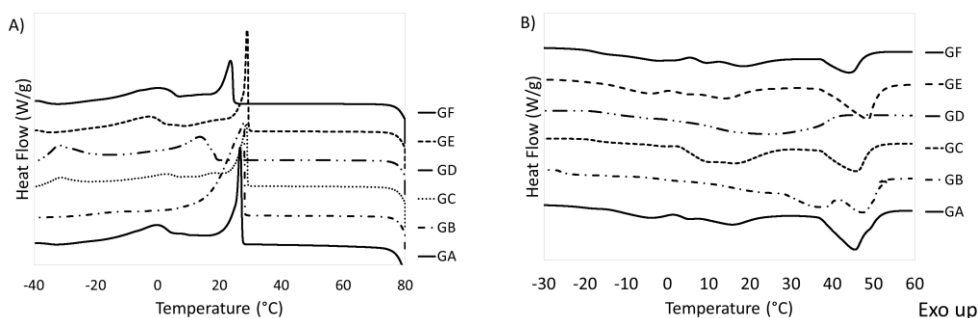 A)
Heat Flow (W/g)
GF
GE
GD
GC
GB
GA
-40 -20 0 20 40 60 80
Temperature (°C)
B)
Heat Flow (W/g)
GF
GE
GD
GC
GB
GA
-30 -20 -10 0 10 20 30 40 50 60
Temperature (°C)
Exo up